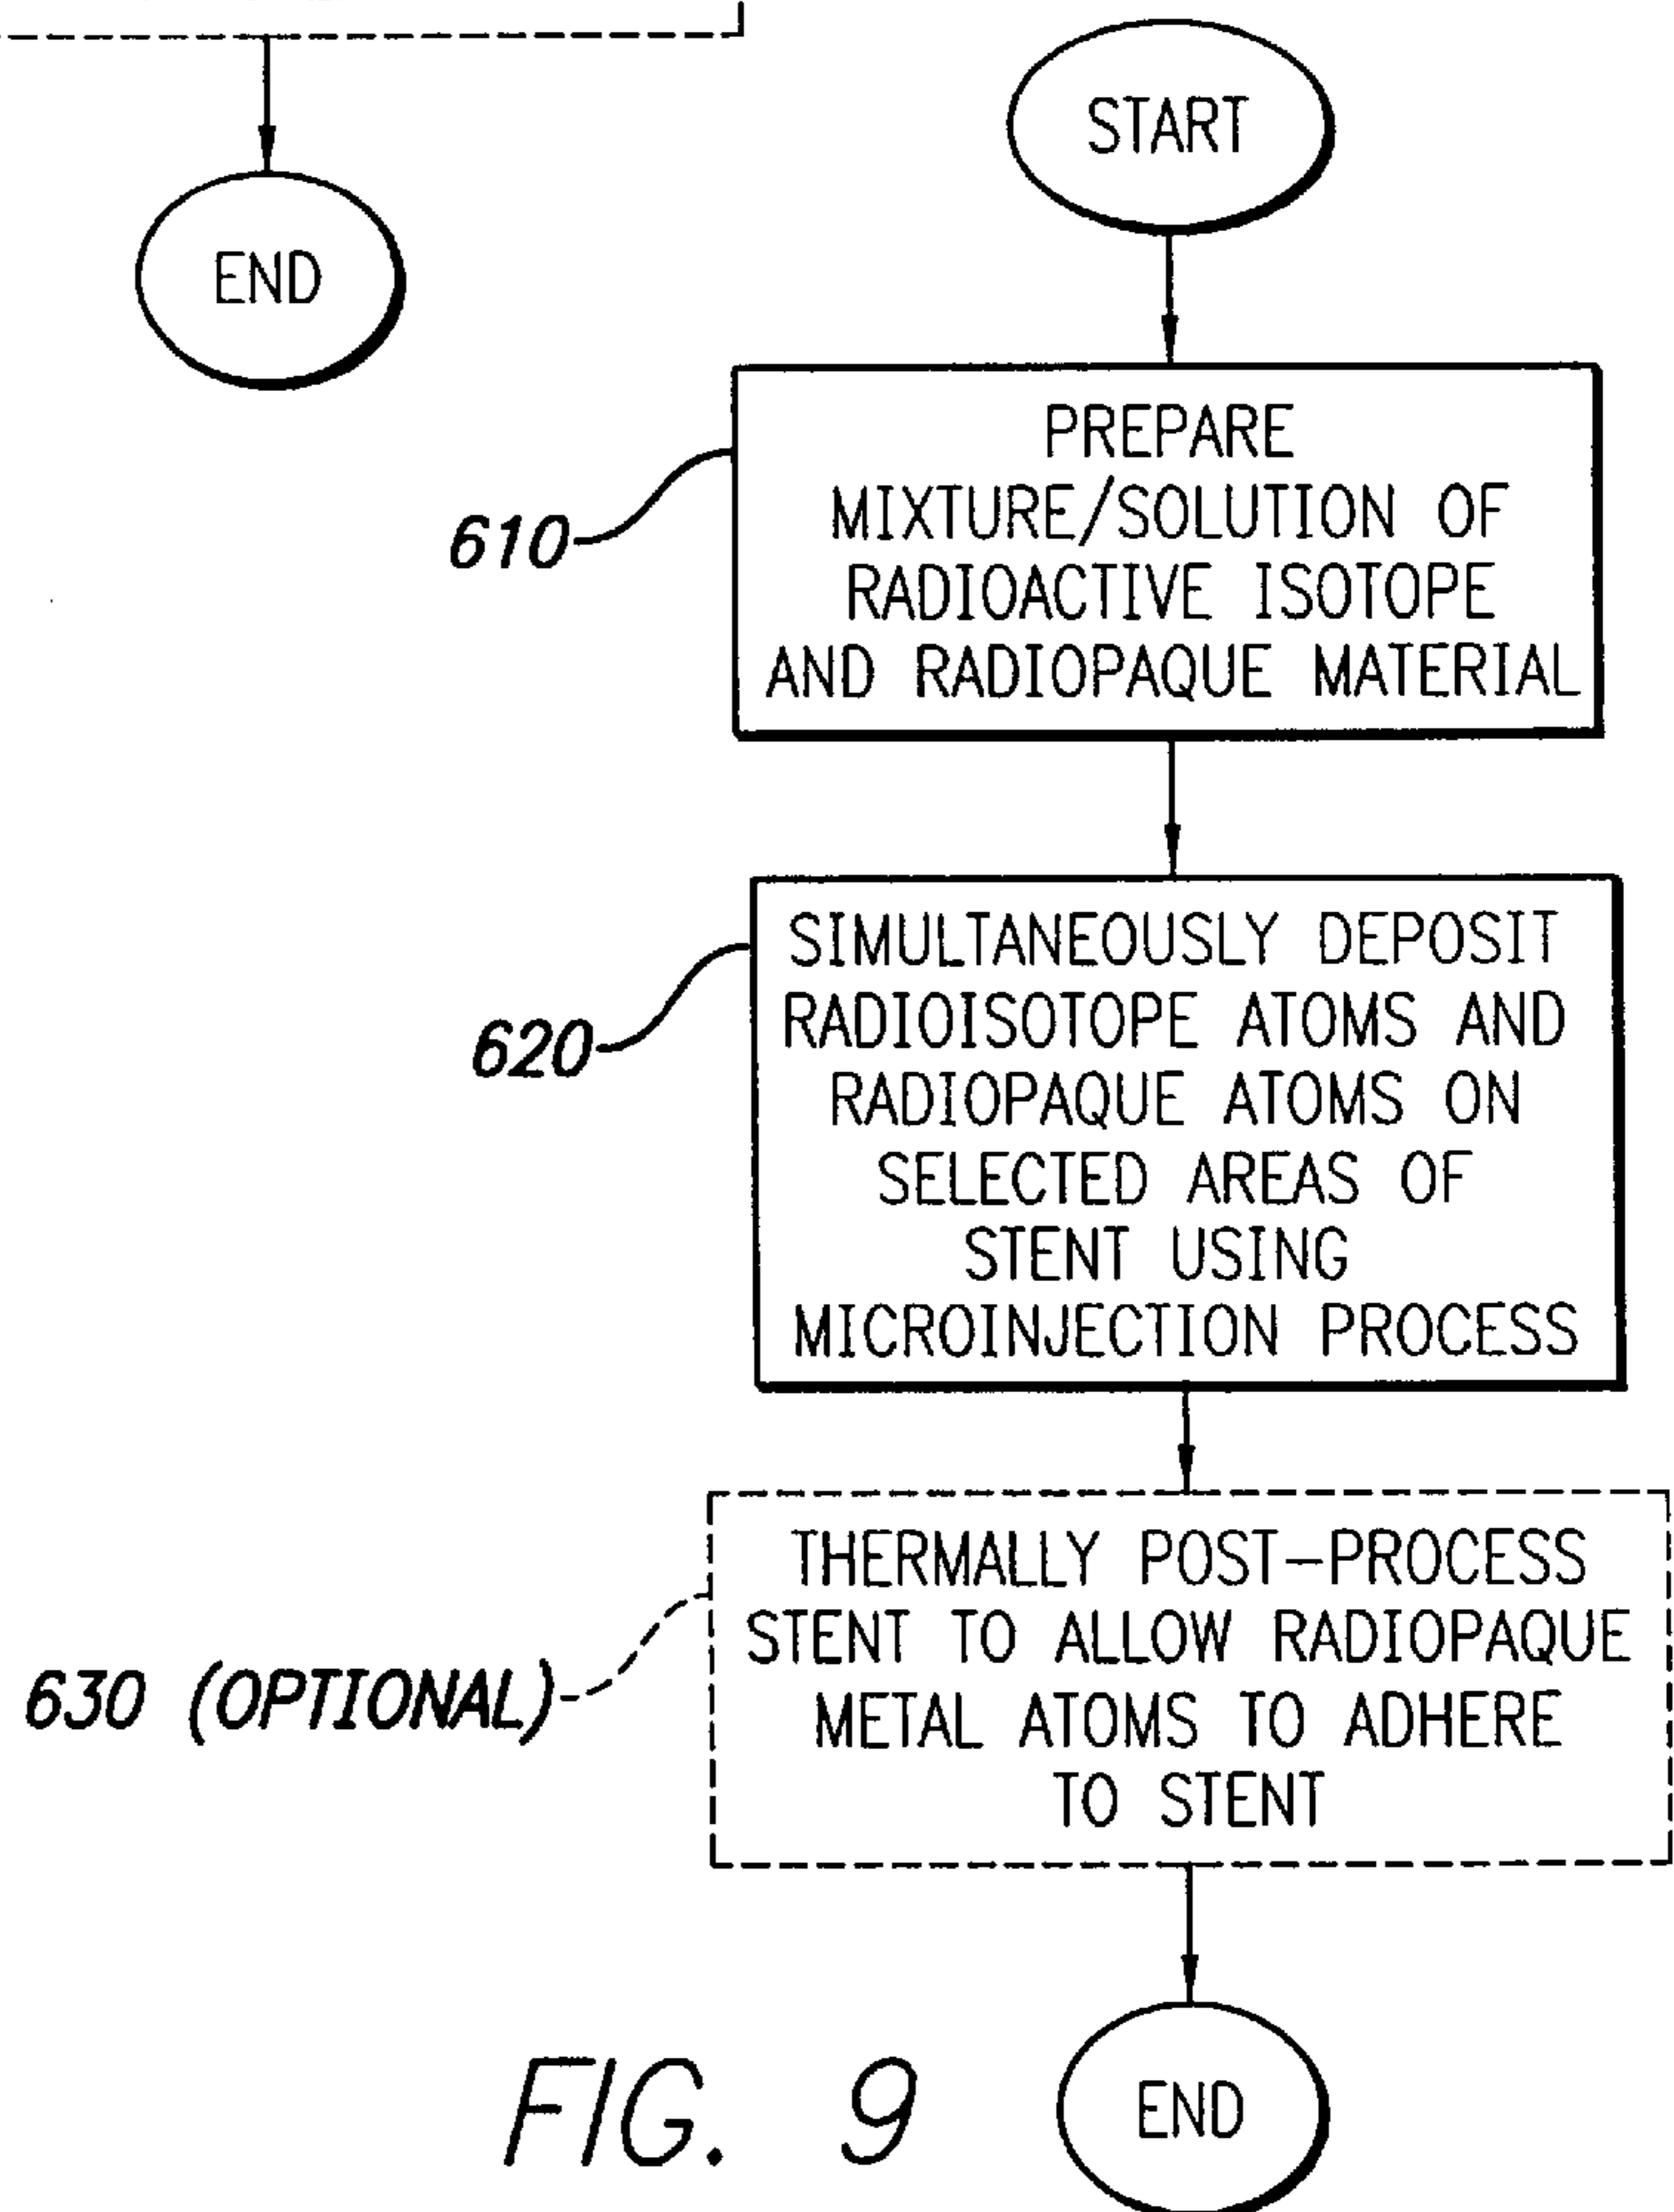 END
START
610
PREPARE
MIXTURE/SOLUTION OF
RADIOACTIVE ISOTOPE
AND RADIOPAQUE MATERIAL
620
SIMULTANEOUSLY DEPOSIT
RADIOISOTOPE ATOMS AND
RADIOPAQUE ATOMS ON
SELECTED AREAS OF
STENT USING
MICROINJECTION PROCESS
630 (OPTIONAL)
THERMALLY POST-PROCESS
STENT TO ALLOW RADIOPAQUE
METAL ATOMS TO ADHERE
TO STENT
END
FIG. 9